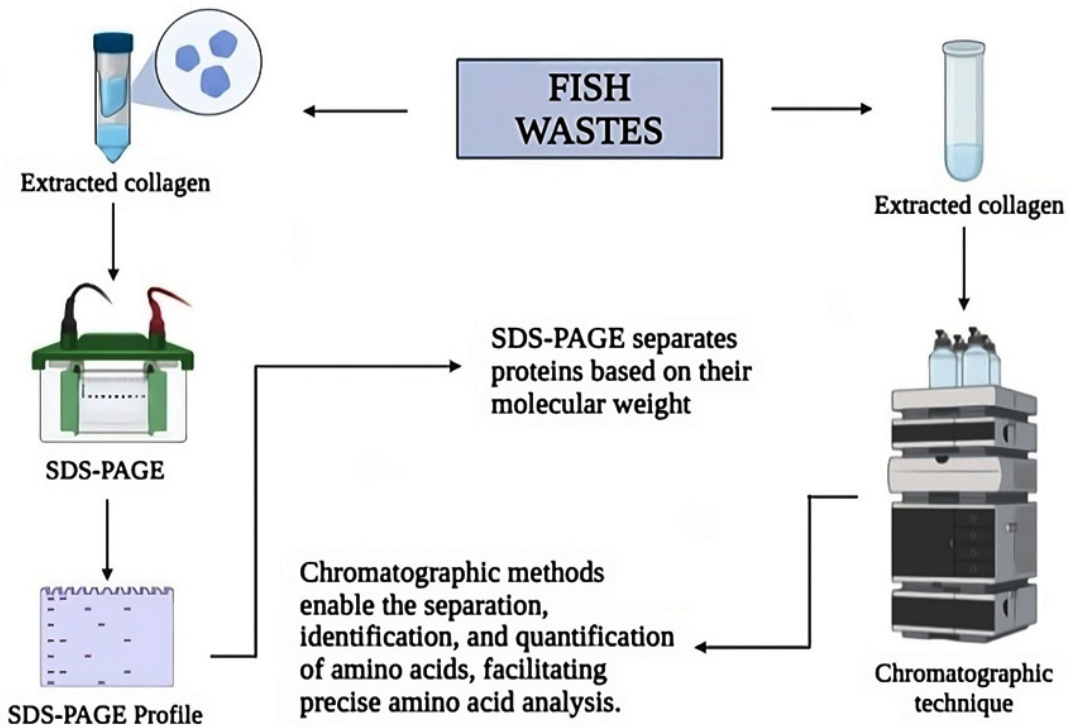 FISH
WASTES
Extracted collagen
Extracted collagen
SDS-PAGE separates
proteins based on their
molecular weight
SDS-PAGE
Chromatographic methods
enable the separation,
identification, and quantification
of amino acids, facilitating
precise amino acid analysis.
Chromatographic
technique
SDS-PAGE Profile